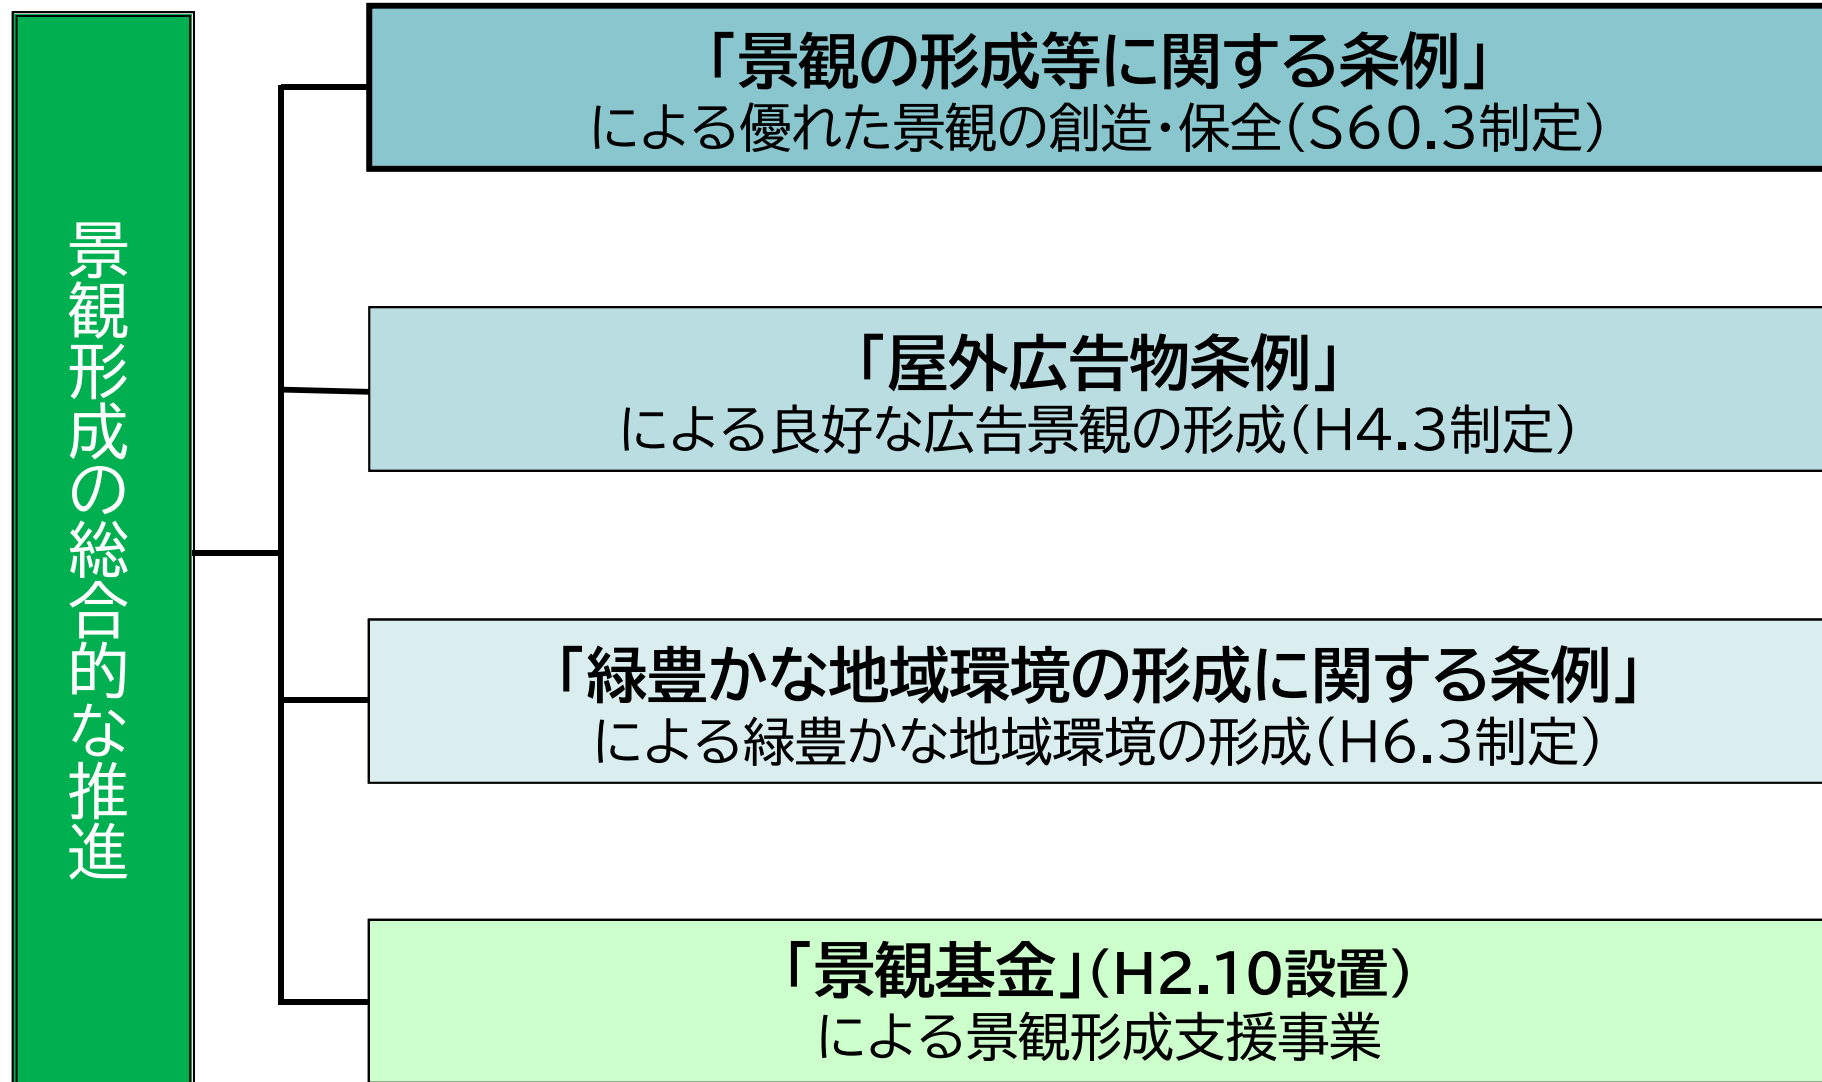 景観形成の総合的な推進
「景観の形成等に関する条例」
による優れた景観の創造・保全(S60.3制定)
「屋外広告物条例」
による良好な広告景観の形成(H4.3制定)
「緑豊かな地域環境の形成に関する条例」
による緑豊かな地域環境の形成(H6.3制定)
「景観基金」(H2.10設置)
による景観形成支援事業